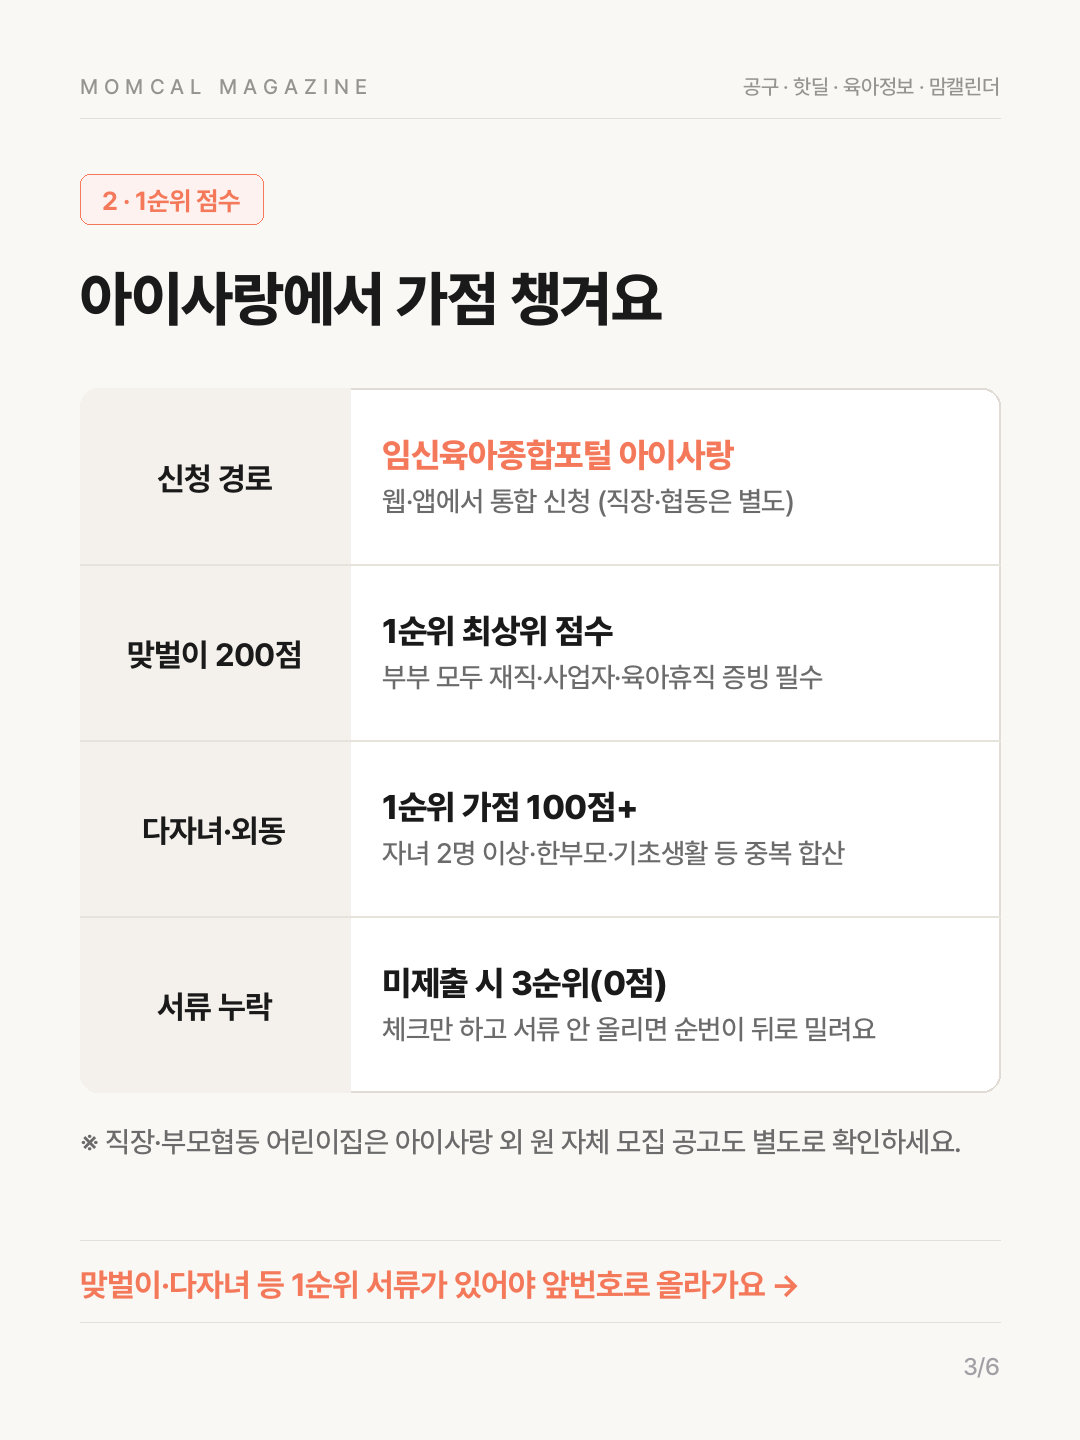 MOMCAL MAGAZINE
공구 · 핫딜 · 육아정보 · 맘캘린더
2 · 1순위 점수
아이사랑에서 가점 챙겨요
신청 경로
임신육아종합포털 아이사랑
웹·앱에서 통합 신청 (직장·협동은 별도)
맞벌이 200점
1순위 최상위 점수
부부 모두 재직·사업자·육아휴직 증빙 필수
다자녀·외동
1순위 가점 100점+
자녀 2명 이상·한부모·기초생활 등 중복 합산
서류 누락
미제출 시 3순위(0점)
체크만 하고 서류 안 올리면 순번이 뒤로 밀려요
※ 직장·부모협동 어린이집은 아이사랑 외 원 자체 모집 공고도 별도로 확인하세요.
맞벌이·다자녀 등 1순위 서류가 있어야 앞번호로 올라가요 →
3/6